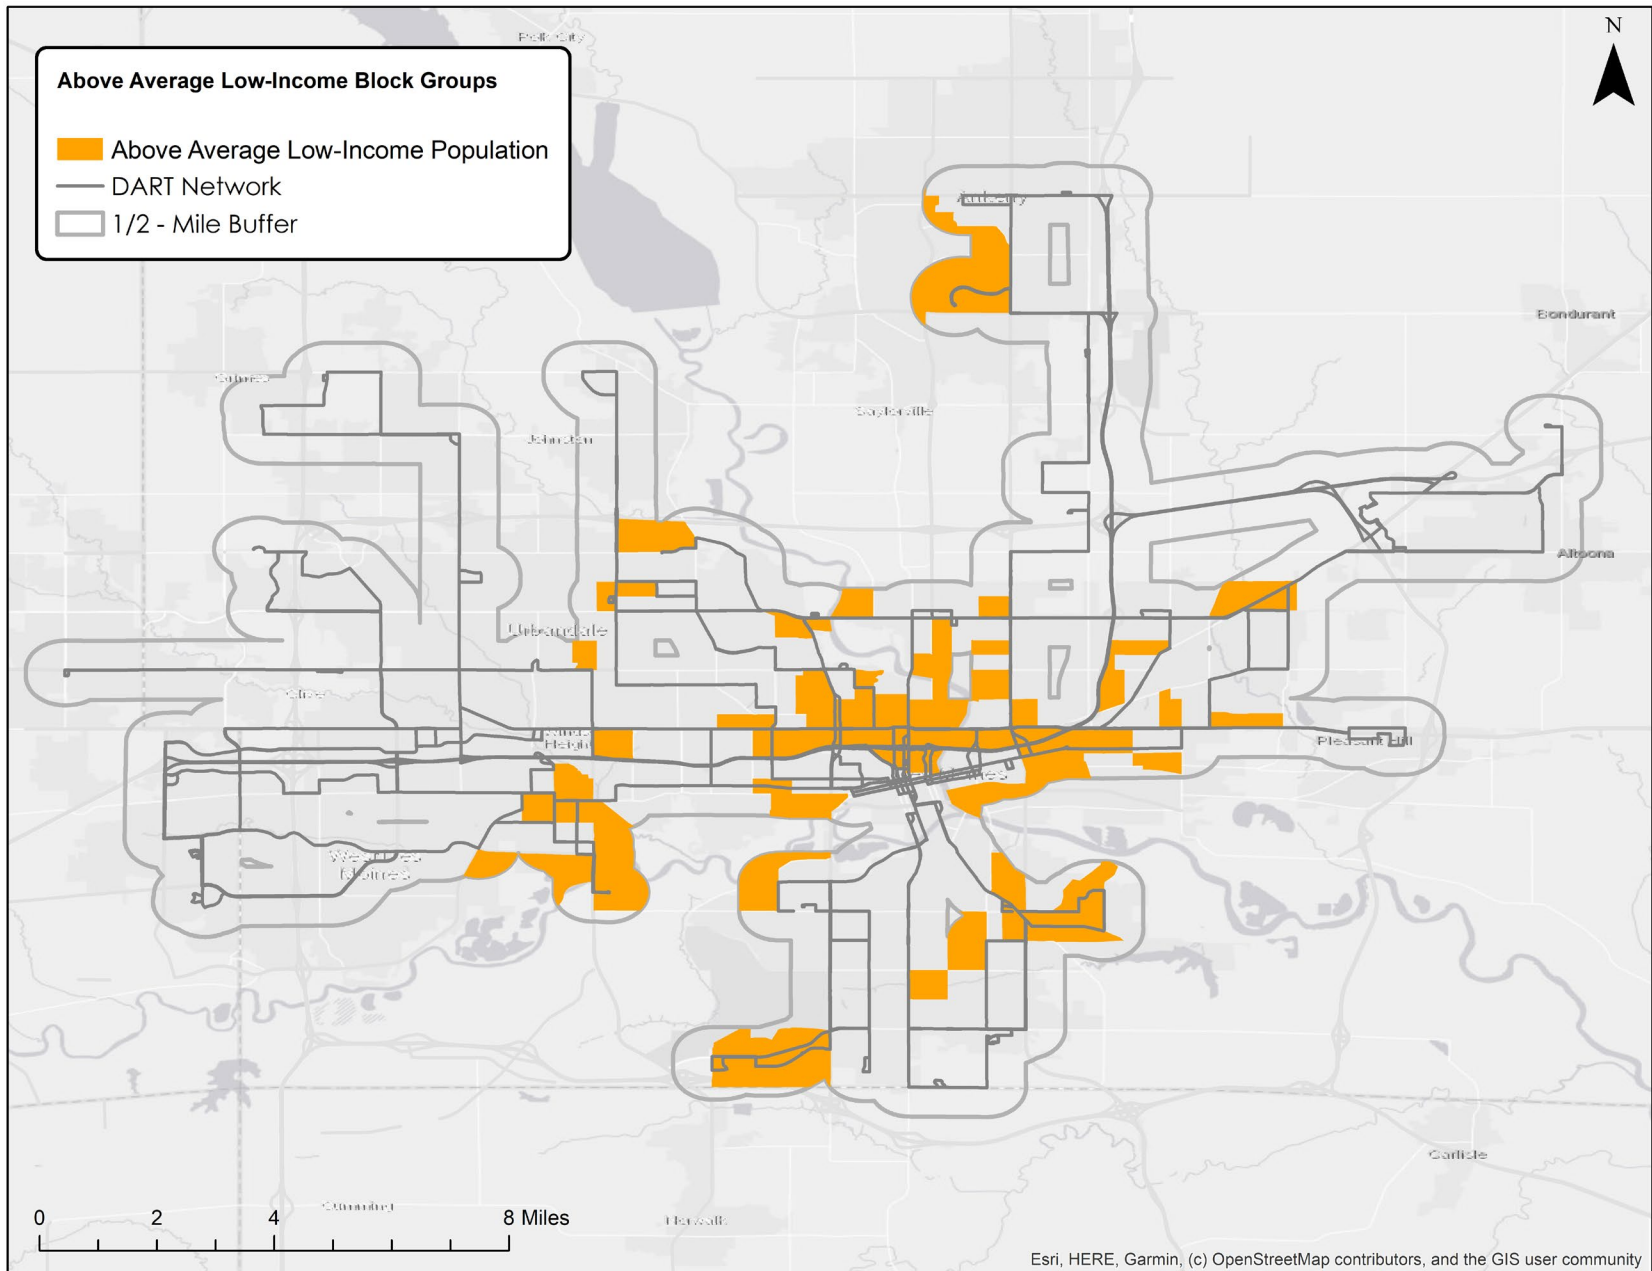 Polk City
N
Above Average Low-Income Block Groups
Above Average Low-Income Population
DART Network
1/2 - Mile Buffer
Ankeny
Bondurant
Grimes
Saylorville
Johnston
Altoona
Urbandale
Clive
Height
Pleasant Hill
Moines
Carlisle
Cumming
Norwalk
0 2 4 8 Miles
Esri, HERE, Garmin, (c) OpenStreetMap contributors, and the GIS user community